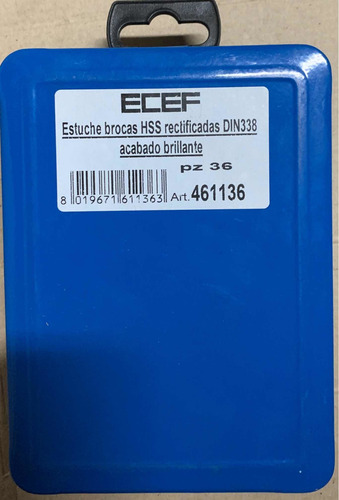 ECEF
Estuche brocas HSS rectificadas DIN338
acabado brillante
pz 36
8 019671 611363 Art. 461136